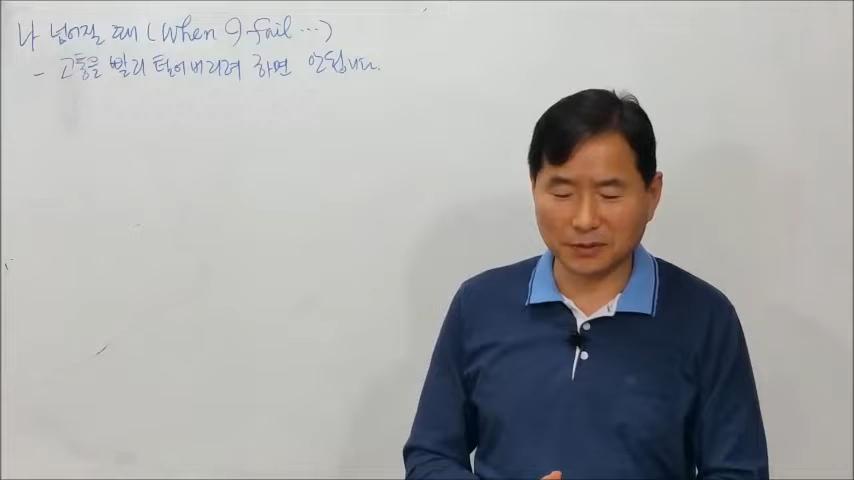 나 넘어질 때 (When I fail ...)
- 고통을 빨리 털어버리려 하면 안됩니다.